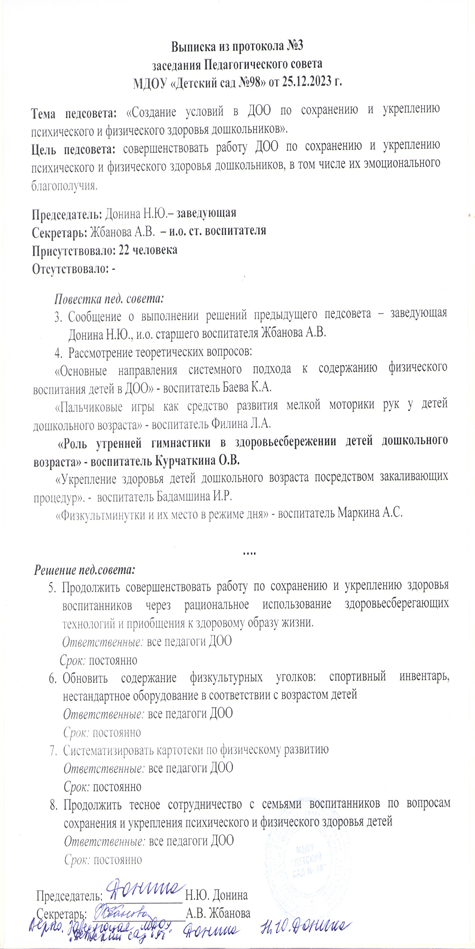 Выписка из протокола №3
заседания Педагогического совета
МДОУ «Детский сад №98» от 25.12.2023 г.
Тема педсовета: «Создание условий в ДОО по сохранению и укреплению
психического и физического здоровья дошкольников».
Цель педсовета: совершенствовать работу ДОО по сохранению и укреплению
психического и физического здоровья дошкольников, в том числе их эмоционального
благополучия.
Председатель: Донина Н.Ю.– заведующая
Секретарь: Жбанова А.В. – и.о. ст. воспитателя
Присутствовало: 22 человека
Отсутствовало: -
Повестка пед. совета:
3. Сообщение о выполнении решений предыдущего педсовета – заведующая
Донина Н.Ю., и.о. старшего воспитателя Жбанова А.В.
4. Рассмотрение теоретических вопросов:
«Основные направления системного подхода к содержанию физического
воспитания детей в ДОО» - воспитатель Баева К.А.
«Пальчиковые игры как средство развития мелкой моторики рук у детей
дошкольного возраста» - воспитатель Филина Л.А.
«Роль утренней гимнастики в здоровьесбережении детей дошкольного
возраста» - воспитатель Курчаткина О.В.
«Укрепление здоровья детей дошкольного возраста посредством закаливающих
процедур». - воспитатель Бадамшина И.Р.
«Физкультминутки и их место в режиме дня» - воспитатель Маркина А.С.
....
Решение пед.совета:
5. Продолжить совершенствовать работу по сохранению и укреплению здоровья
воспитанников через рациональное использование здоровьесберегающих
технологий и приобщения к здоровому образу жизни.
Ответственные: все педагоги ДОО
Срок: постоянно
6. Обновить содержание физкультурных уголков: спортивный инвентарь,
нестандартное оборудование в соответствии с возрастом детей
Ответственные: все педагоги ДОО
Срок: постоянно
7. Систематизировать картотеки по физическому развитию
Ответственные: все педагоги ДОО
Срок: постоянно
8. Продолжить тесное сотрудничество с семьями воспитанников по вопросам
сохранения и укрепления психического и физического здоровья детей
Ответственные: все педагоги ДОО
Срок: постоянно
МДОУ
"ДЕТСКИЙ
САД № 98"
Председатель: Донина Н.Ю. Донина
Секретарь: Жбанова А.В. Жбанова
Верно. Заведующая МДОУ
"Детский сад Донина Н.Ю. Донина